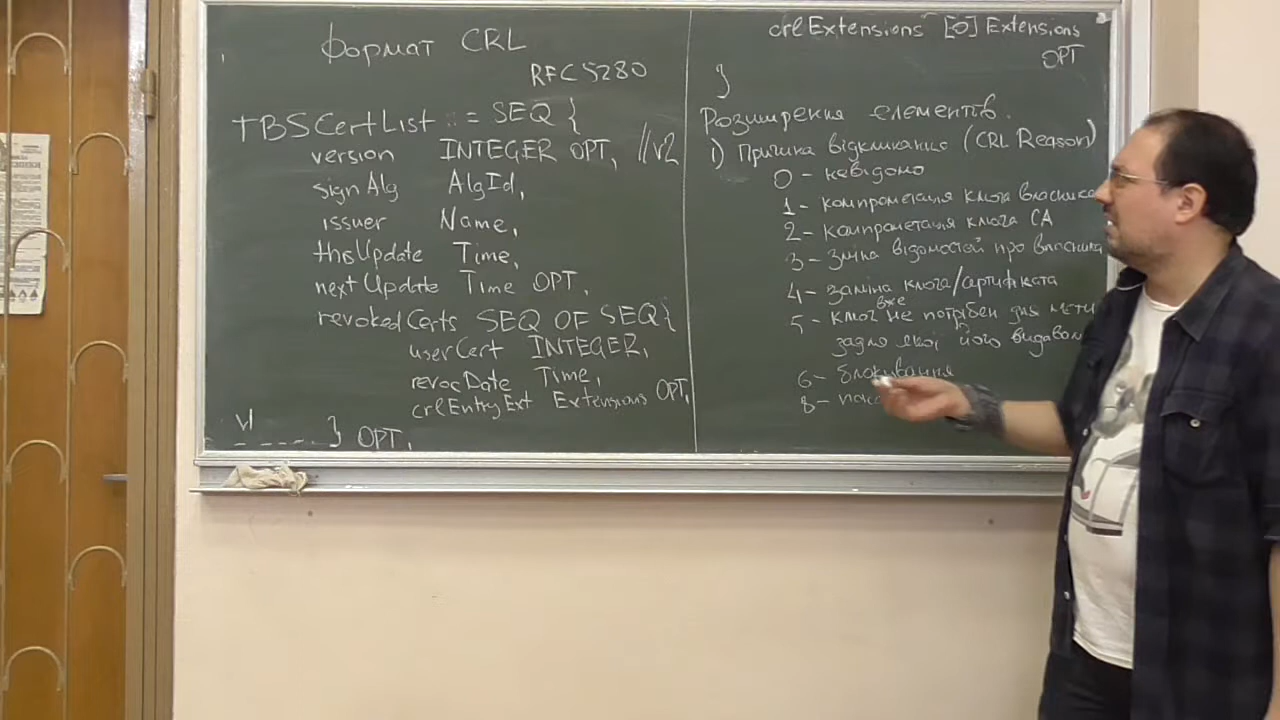 Формат CRL
RFC 5280
TBSCertList ::= SEQ {
version INTEGER OPT, //v2
signAlg AlgId,
issuer Name,
thisUpdate Time,
nextUpdate Time OPT,
revokedCerts SEQ OF SEQ{
userCert INTEGER,
revocDate Time,
crlEntryExt Extensions OPT,
v1
} OPT,
crlExtensions [0] Extensions
OPT
}
Розширення елементів.
1) Причина відкликання (CRL Reason)
0 - невідомо
1 - компрометація ключа власника
2 - компрометація ключа CA
3 - зміна відомостей про власника
4 - заміна ключа/сертифіката
5 - ключ вже не потрібен для мети
задля якої його видавали
6 - блокування
8 -